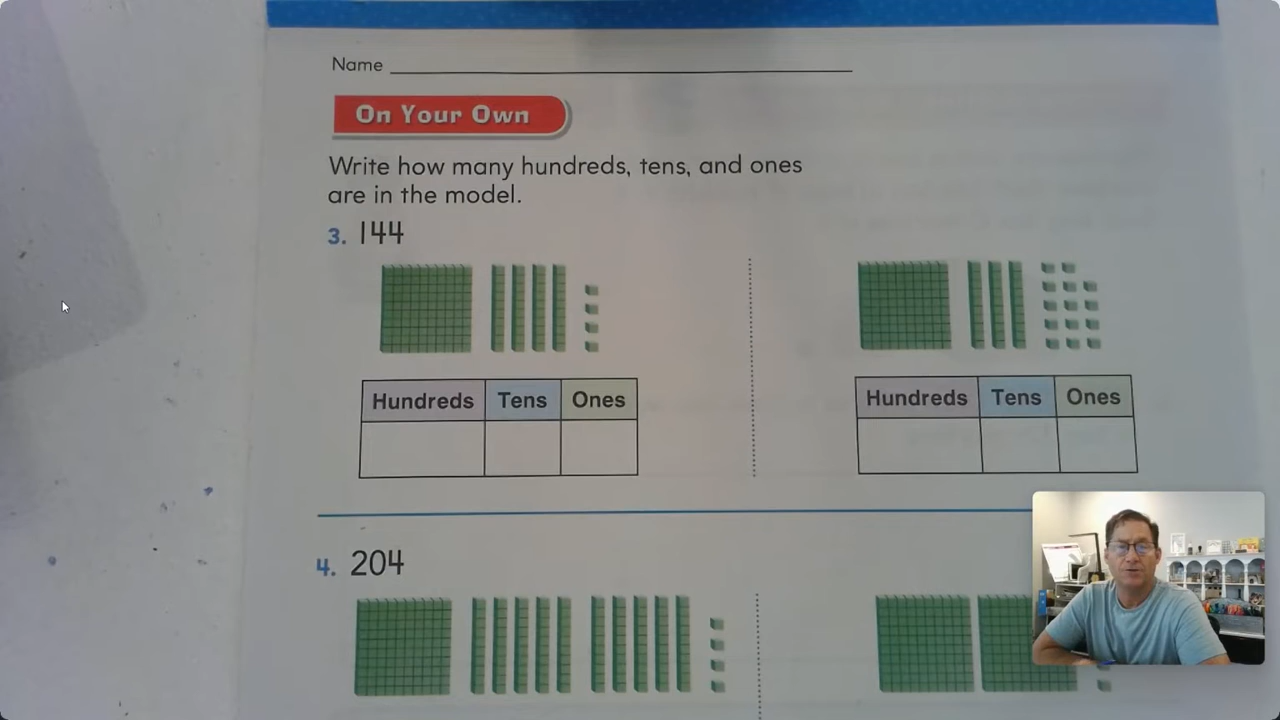 Name
On Your Own
Write how many hundreds, tens, and ones
are in the model.
3. 144
Hundreds Tens Ones
Hundreds Tens Ones
4. 204